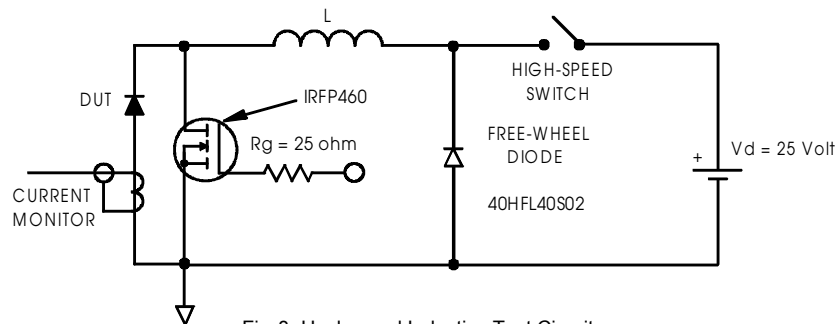 L
HIGH-SPEED
SWITCH
DUT
IRFP460
Rg = 25 ohm
FREE-WHEEL
DIODE
+
Vd = 25 Volt
40HFL40S02
CURRENT
MONITOR